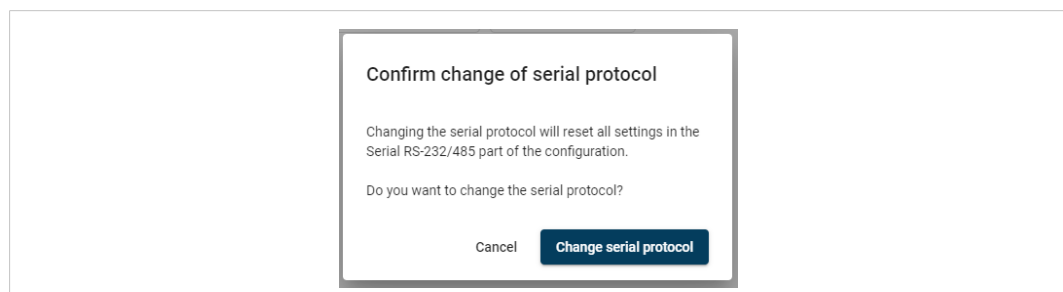 Confirm change of serial protocol
Changing the serial protocol will reset all settings in the
Serial RS-232/485 part of the configuration.
Do you want to change the serial protocol?
Cancel
Change serial protocol